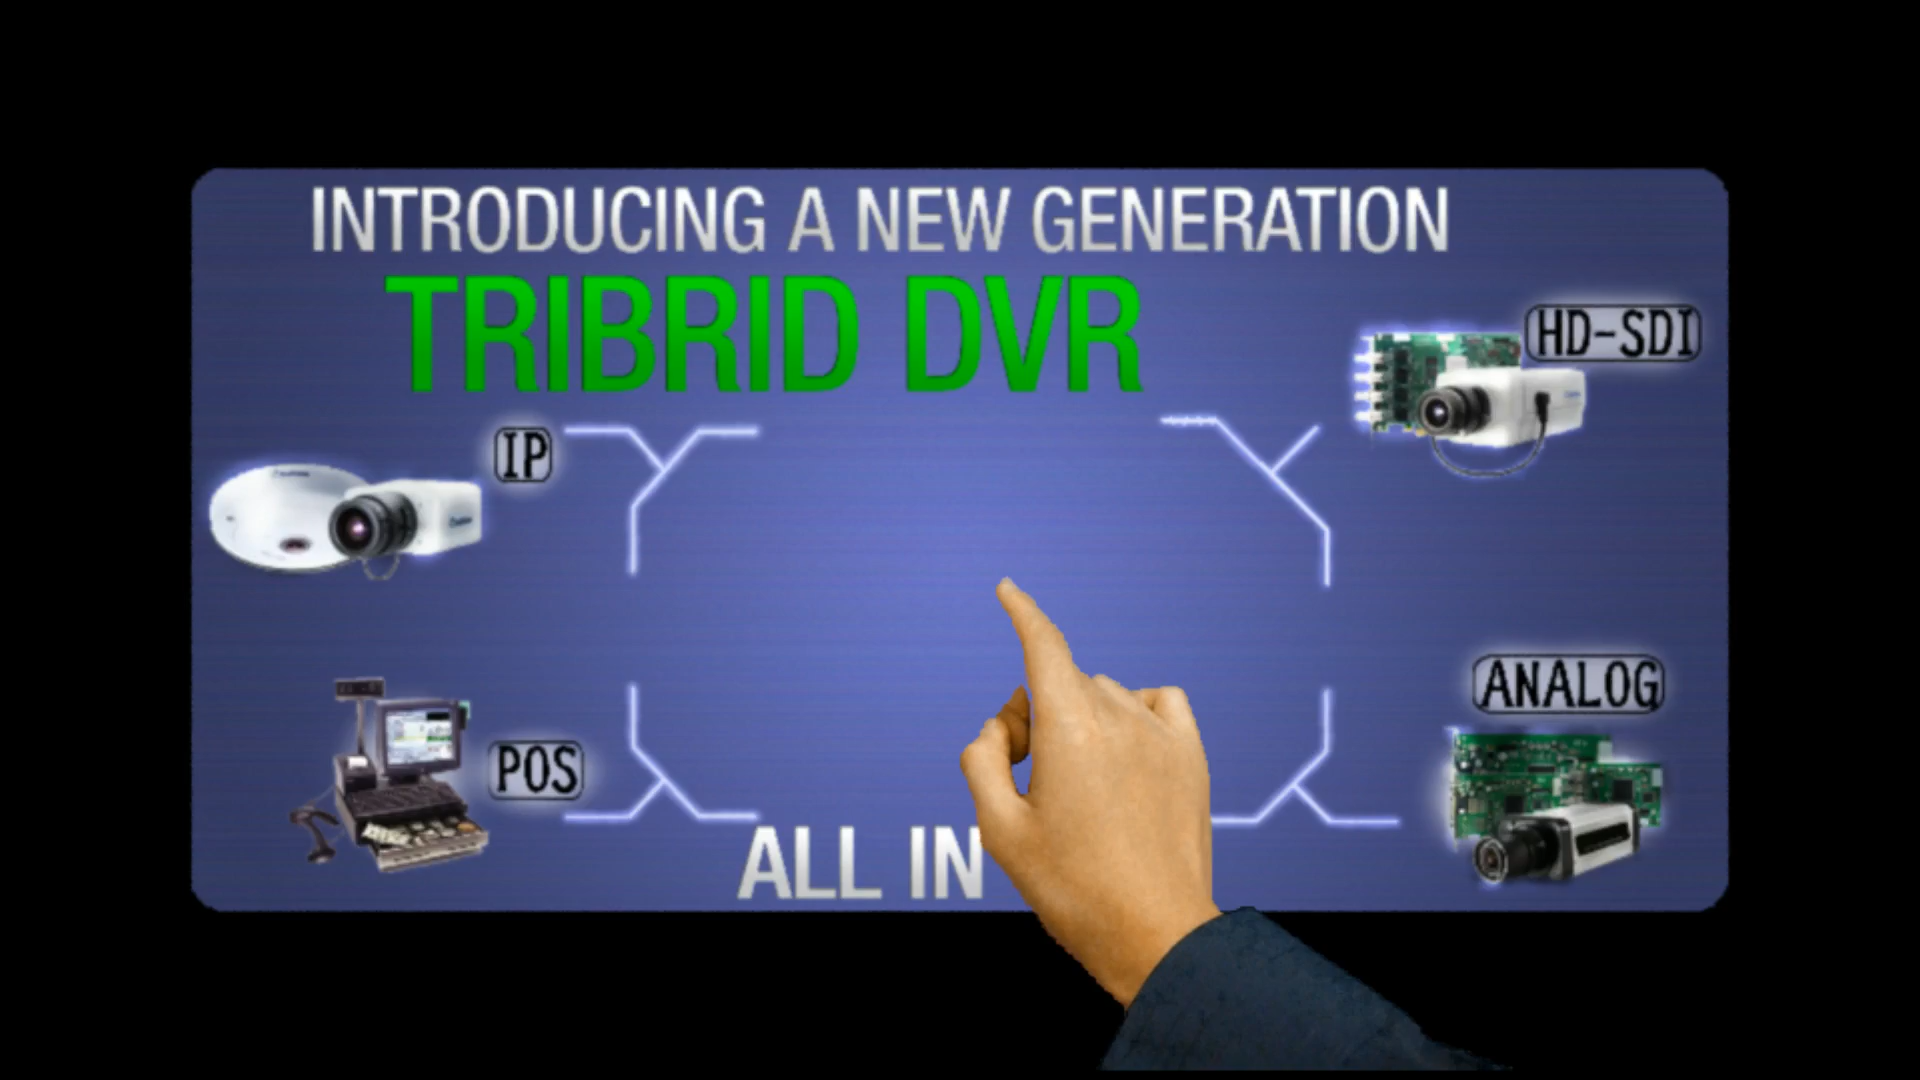 INTRODUCING A NEW GENERATION
TRIBRID DVR
HD-SDI
IP
ANALOG
POS
ALL IN